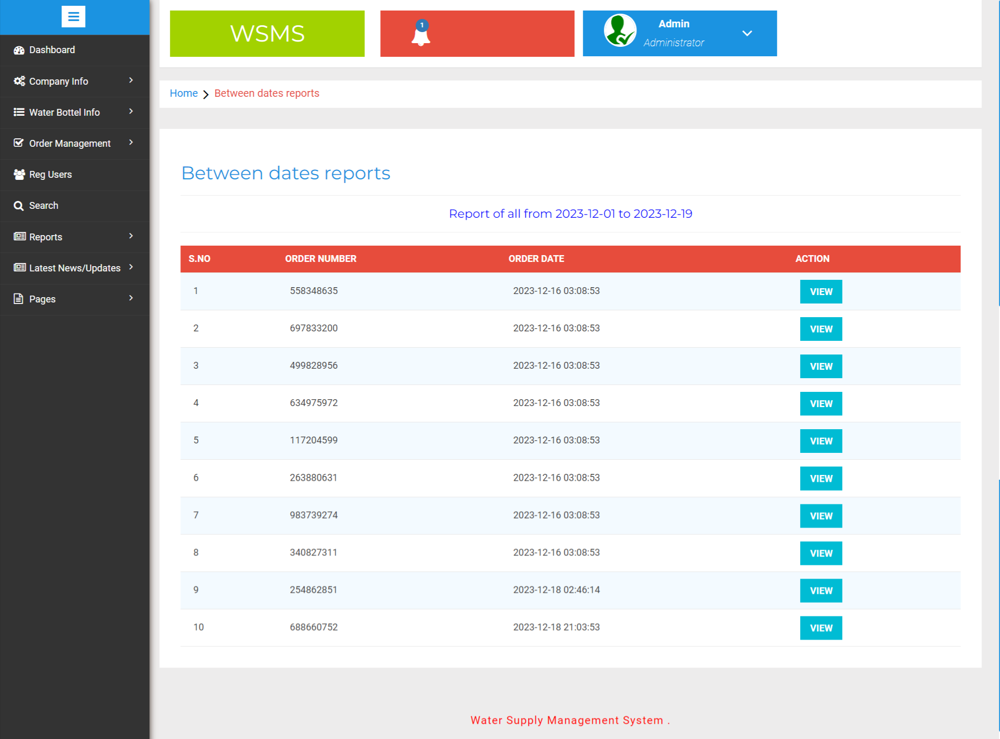 WSMS
1
Admin
Administrator
Dashboard
Company Info
Water Bottel Info
Order Management
Reg Users
Search
Reports
Latest News/Updates
Pages
Home > Between dates reports
Between dates reports
Report of all from 2023-12-01 to 2023-12-19
S.NO ORDER NUMBER ORDER DATE ACTION
1 558348635 2023-12-16 03:08:53 VIEW
2 697833200 2023-12-16 03:08:53 VIEW
3 499828956 2023-12-16 03:08:53 VIEW
4 634975972 2023-12-16 03:08:53 VIEW
5 117204599 2023-12-16 03:08:53 VIEW
6 263880631 2023-12-16 03:08:53 VIEW
7 983739274 2023-12-16 03:08:53 VIEW
8 340827311 2023-12-16 03:08:53 VIEW
9 254862851 2023-12-18 02:46:14 VIEW
10 688660752 2023-12-18 21:03:53 VIEW
Water Supply Management System .